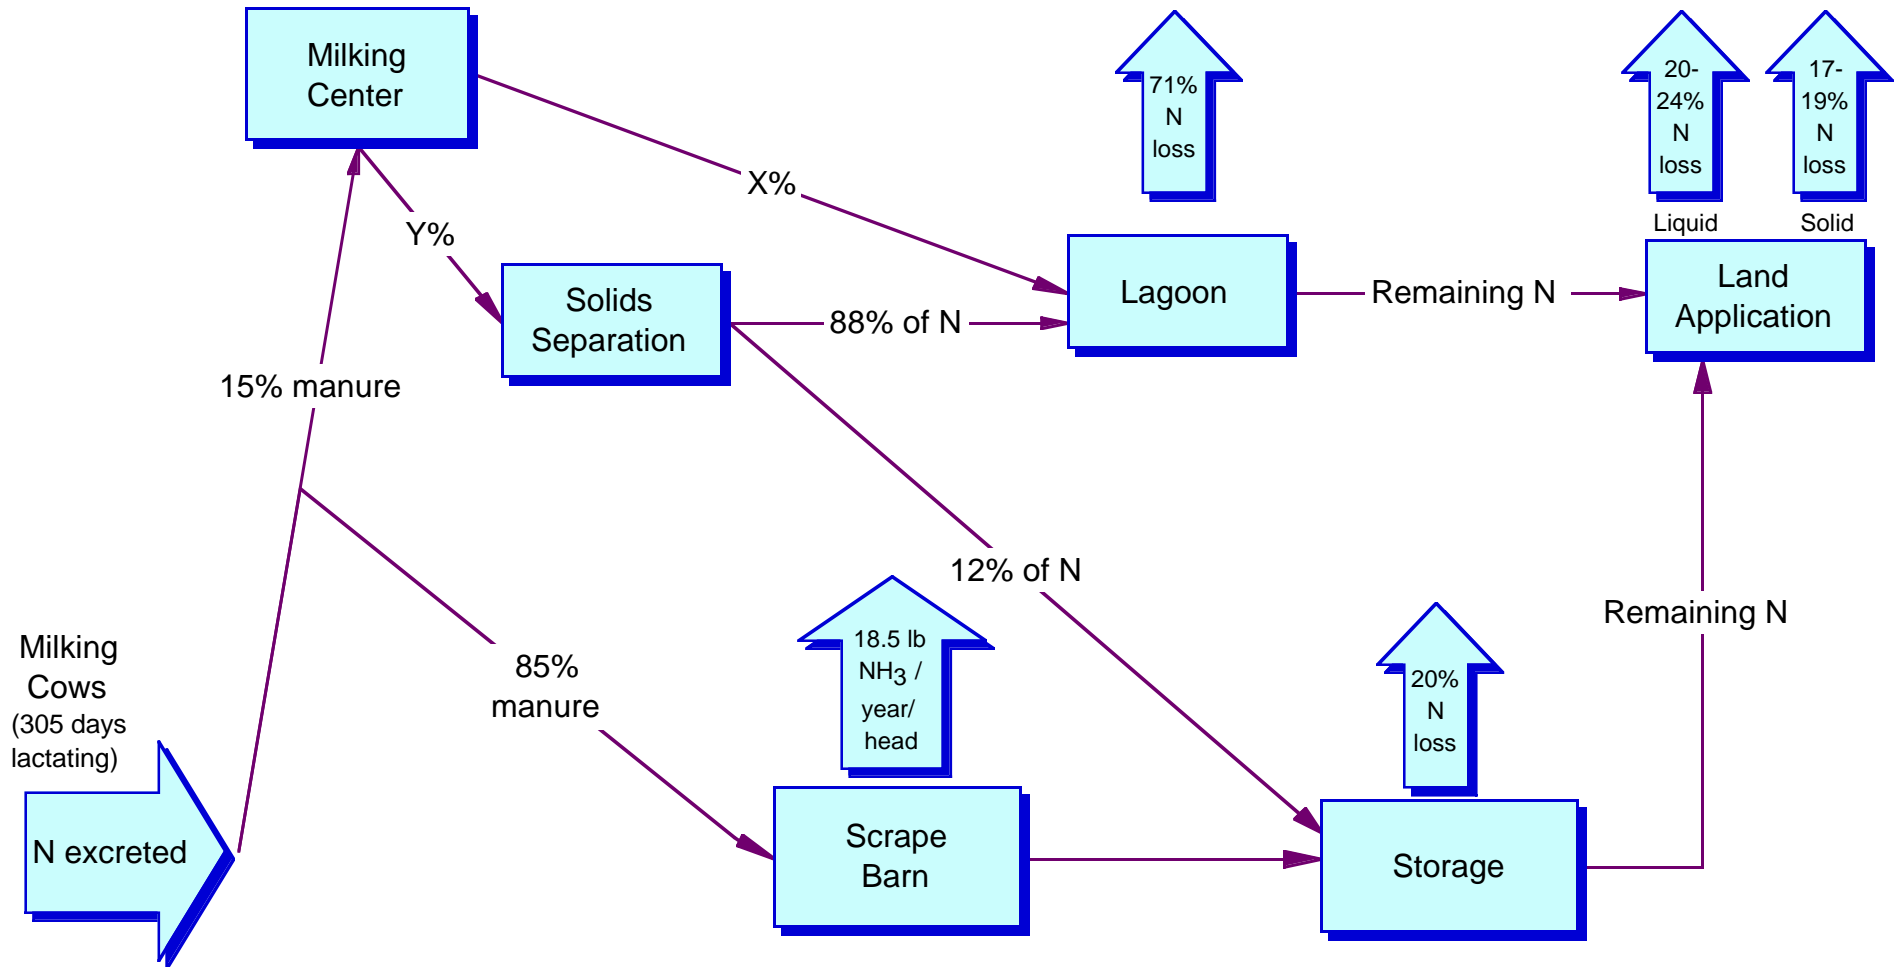 Milking
Center
71%
N
loss
20-
24%
N
loss
17-
19%
N
loss
Liquid
Solid
X%
Y%
Solids
Separation
88% of N
Lagoon
Remaining N
Land
Application
15% manure
12% of N
Remaining N
18.5 lb
NH3 /
year/
head
20%
N
loss
85%
manure
Milking
Cows
(305 days
lactating)
N excreted
Scrape
Barn
Storage